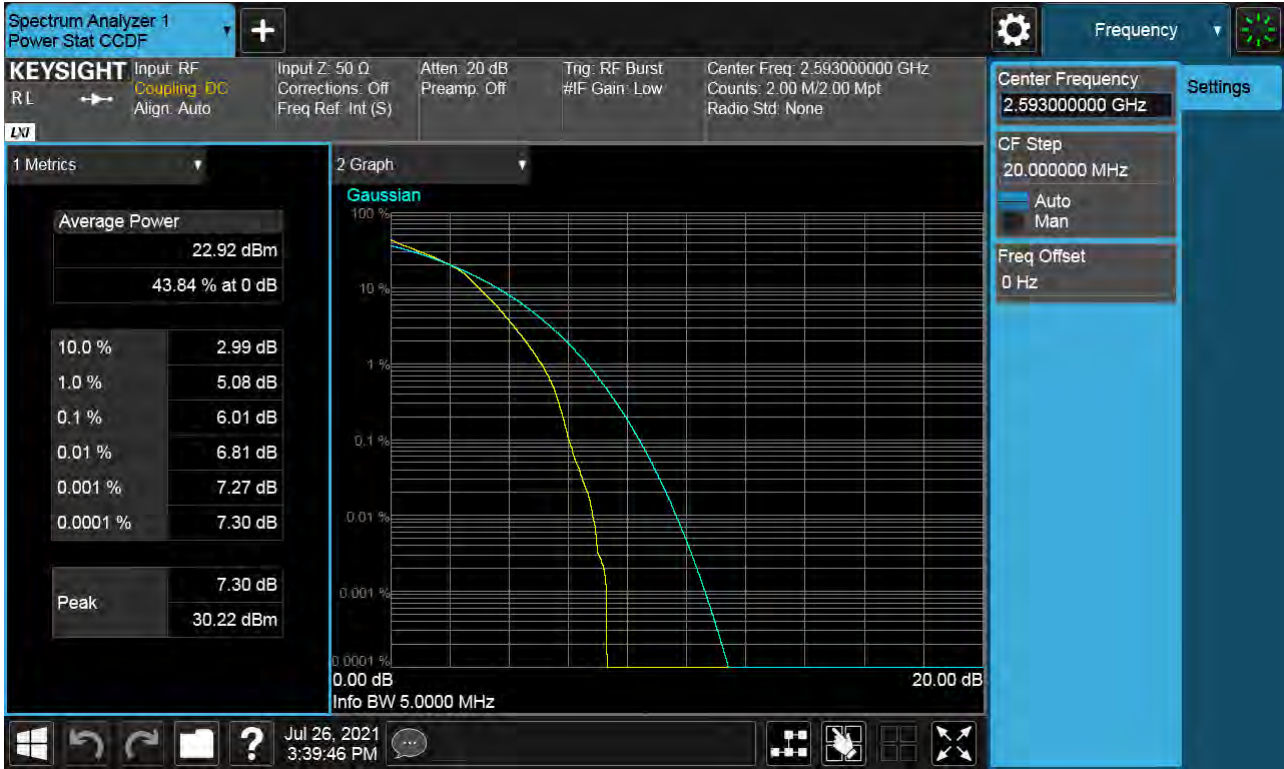 Spectrum Analyzer 1
Power Stat CCDF
+
Frequency
KEYSIGHT
R L
LXI
Input: RF
Coupling: DC
Align: Auto
Input Z: 50 Ω
Corrections: Off
Freq Ref: Int (S)
Atten: 20 dB
Preamp: Off
Trig: RF Burst
#IF Gain: Low
Center Freq: 2.593000000 GHz
Counts: 2.00 M/2.00 Mpt
Radio Std: None
Center Frequency
2.593000000 GHz
Settings
CF Step
20.000000 MHz
Auto
Man
Freq Offset
0 Hz
1 Metrics
Average Power
22.92 dBm
43.84 % at 0 dB
10.0 % 2.99 dB
1.0 % 5.08 dB
0.1 % 6.01 dB
0.01 % 6.81 dB
0.001 % 7.27 dB
0.0001 % 7.30 dB
Peak
7.30 dB
30.22 dBm
2 Graph
Gaussian
100 %
10 %
1 %
0.1 %
0.01 %
0.001 %
0.0001 %
0.00 dB 20.00 dB
Info BW 5.0000 MHz
?
Jul 26, 2021
3:39:46 PM